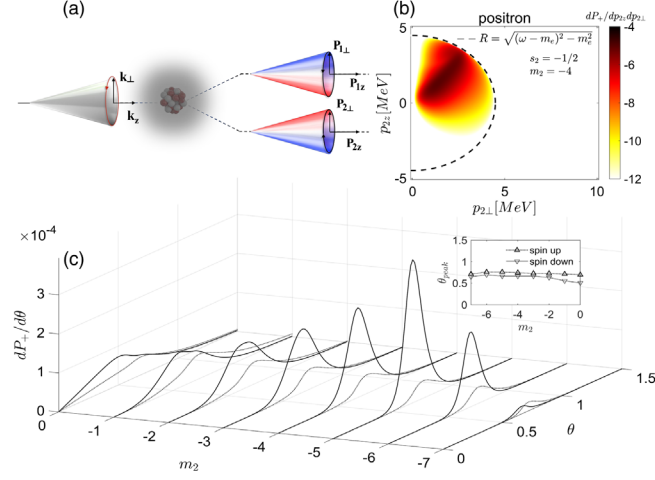 (a)
k⊥
kz
P1⊥
P1z
P2⊥
P2z
(b)
positron
dP+/dp2zdp2⊥
-- R = √(ω − me)² − me²
s2 = −1/2
m2 = −4
p2z[MeV]
5
0
-5
0
5
10
p2⊥[MeV]
-4
-6
-8
-10
-12
×10-4
(c)
dP+/dθ
3
2
1
0
0
-1
-2
-3
-4
-5
-6
-7
m2
0
0.5
1
1.5
θ
θpeak
1.5
1
0.5
0
spin up
spin down
-6
-4
-2
0
m2